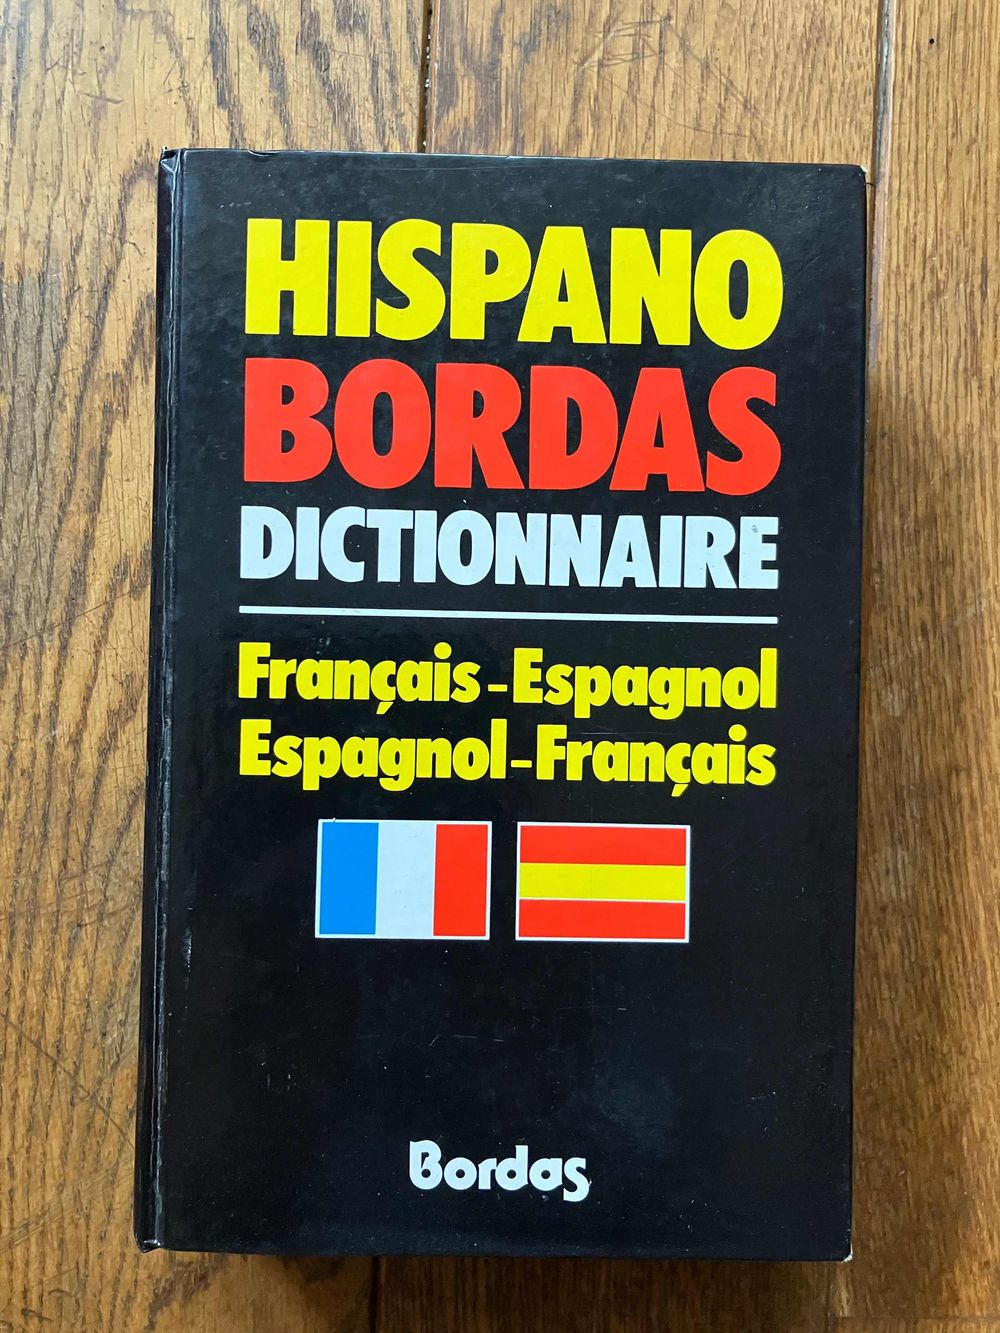 HISPANO
BORDAS
DICTIONNAIRE
Français-Espagnol
Espagnol-Français
Bordas